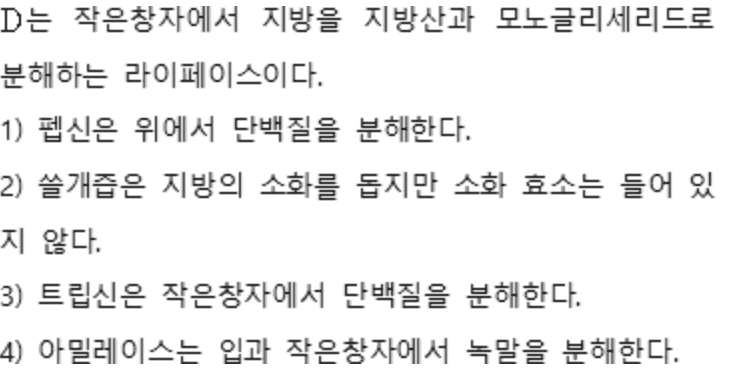 D는 작은창자에서 지방을 지방산과 모노글리세리드로
분해하는 라이페이스이다.
1) 펩신은 위에서 단백질을 분해한다.
2) 쓸개즙은 지방의 소화를 돕지만 소화 효소는 들어 있
지 않다.
3) 트립신은 작은창자에서 단백질을 분해한다.
4) 아밀레이스는 입과 작은창자에서 녹말을 분해한다.